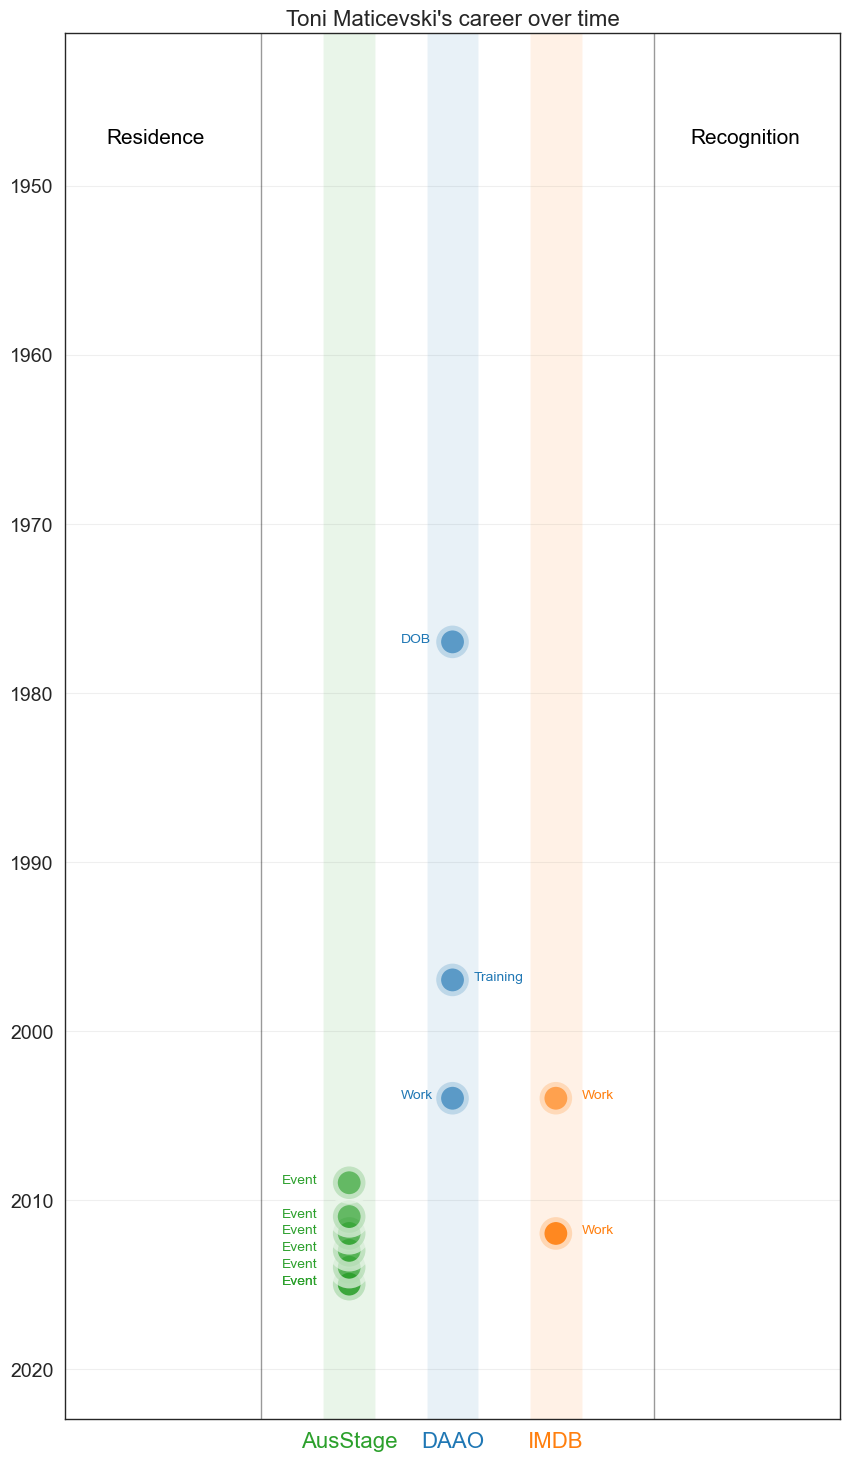 Toni Maticevski's career over time
Residence
Recognition
1950
1960
1970
DOB
1980
1990
Training
2000
Work
Work
Event
2010
Event
Event
Work
Event
Event
Event
2020
AusStage
DAAO
IMDB